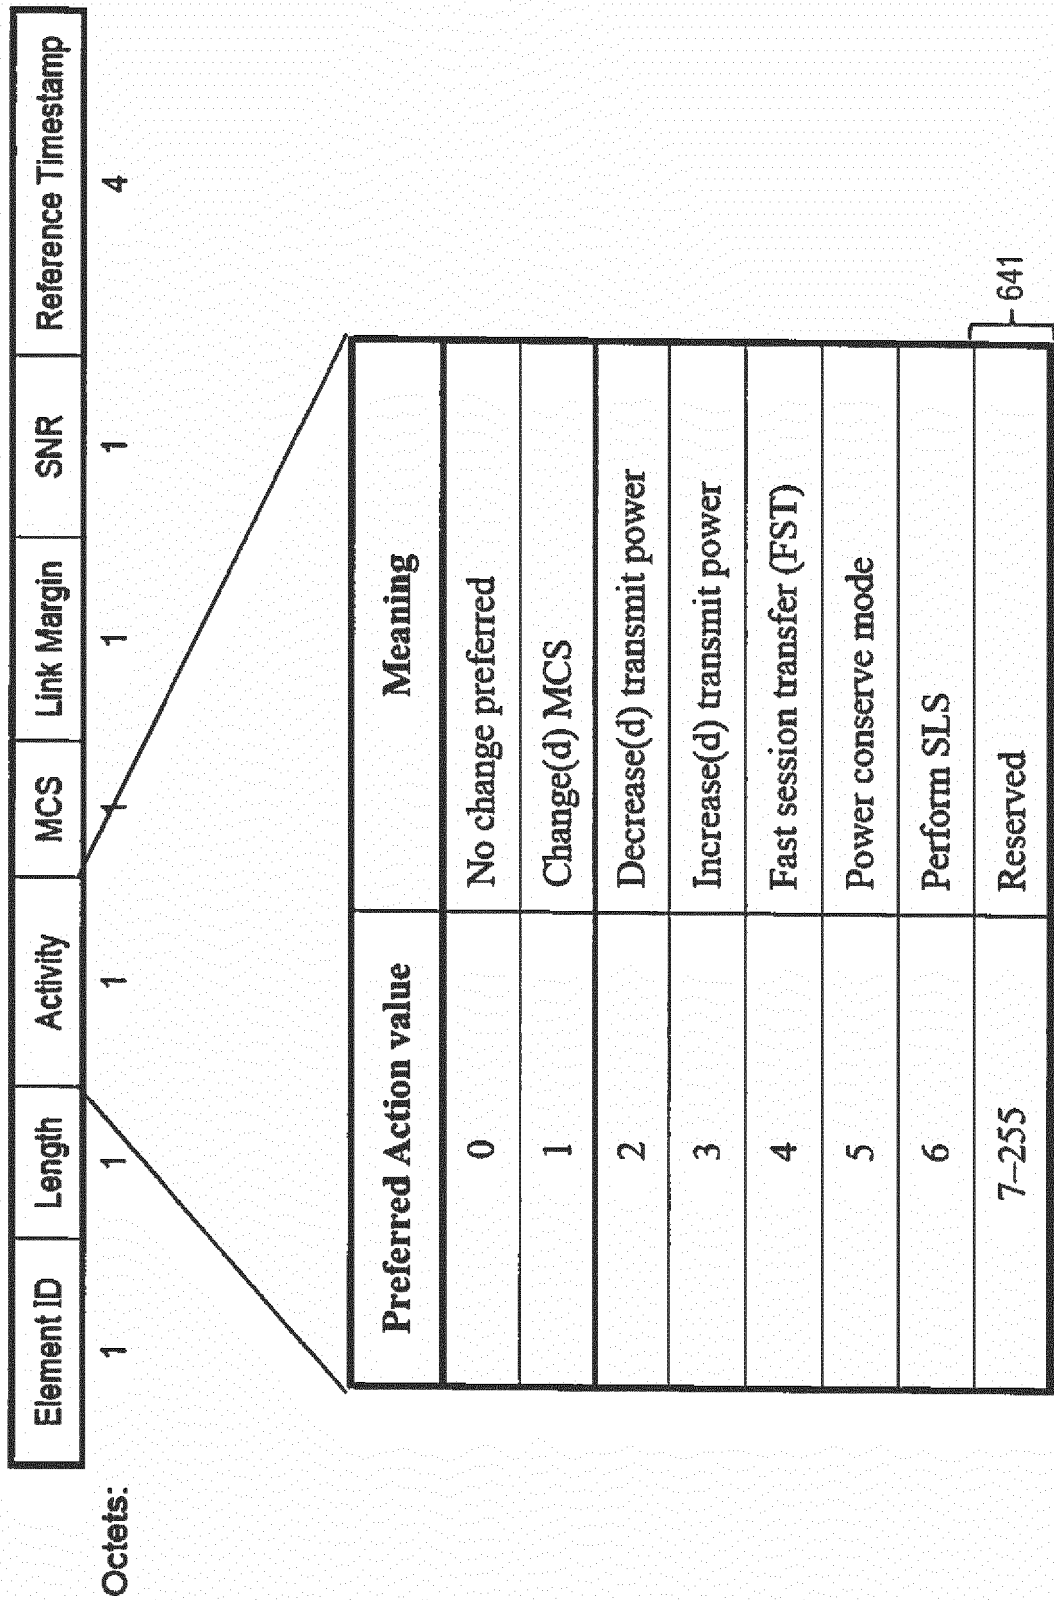 Element ID Length Activity MCS Link Margin SNR Reference Timestamp
Octets: 1 1 1 1 1 1 4
Preferred Action value Meaning
0 No change preferred
1 Change(d) MCS
2 Decrease(d) transmit power
3 Increase(d) transmit power
4 Fast session transfer (FST)
5 Power conserve mode
6 Perform SLS
7–255 Reserved
641